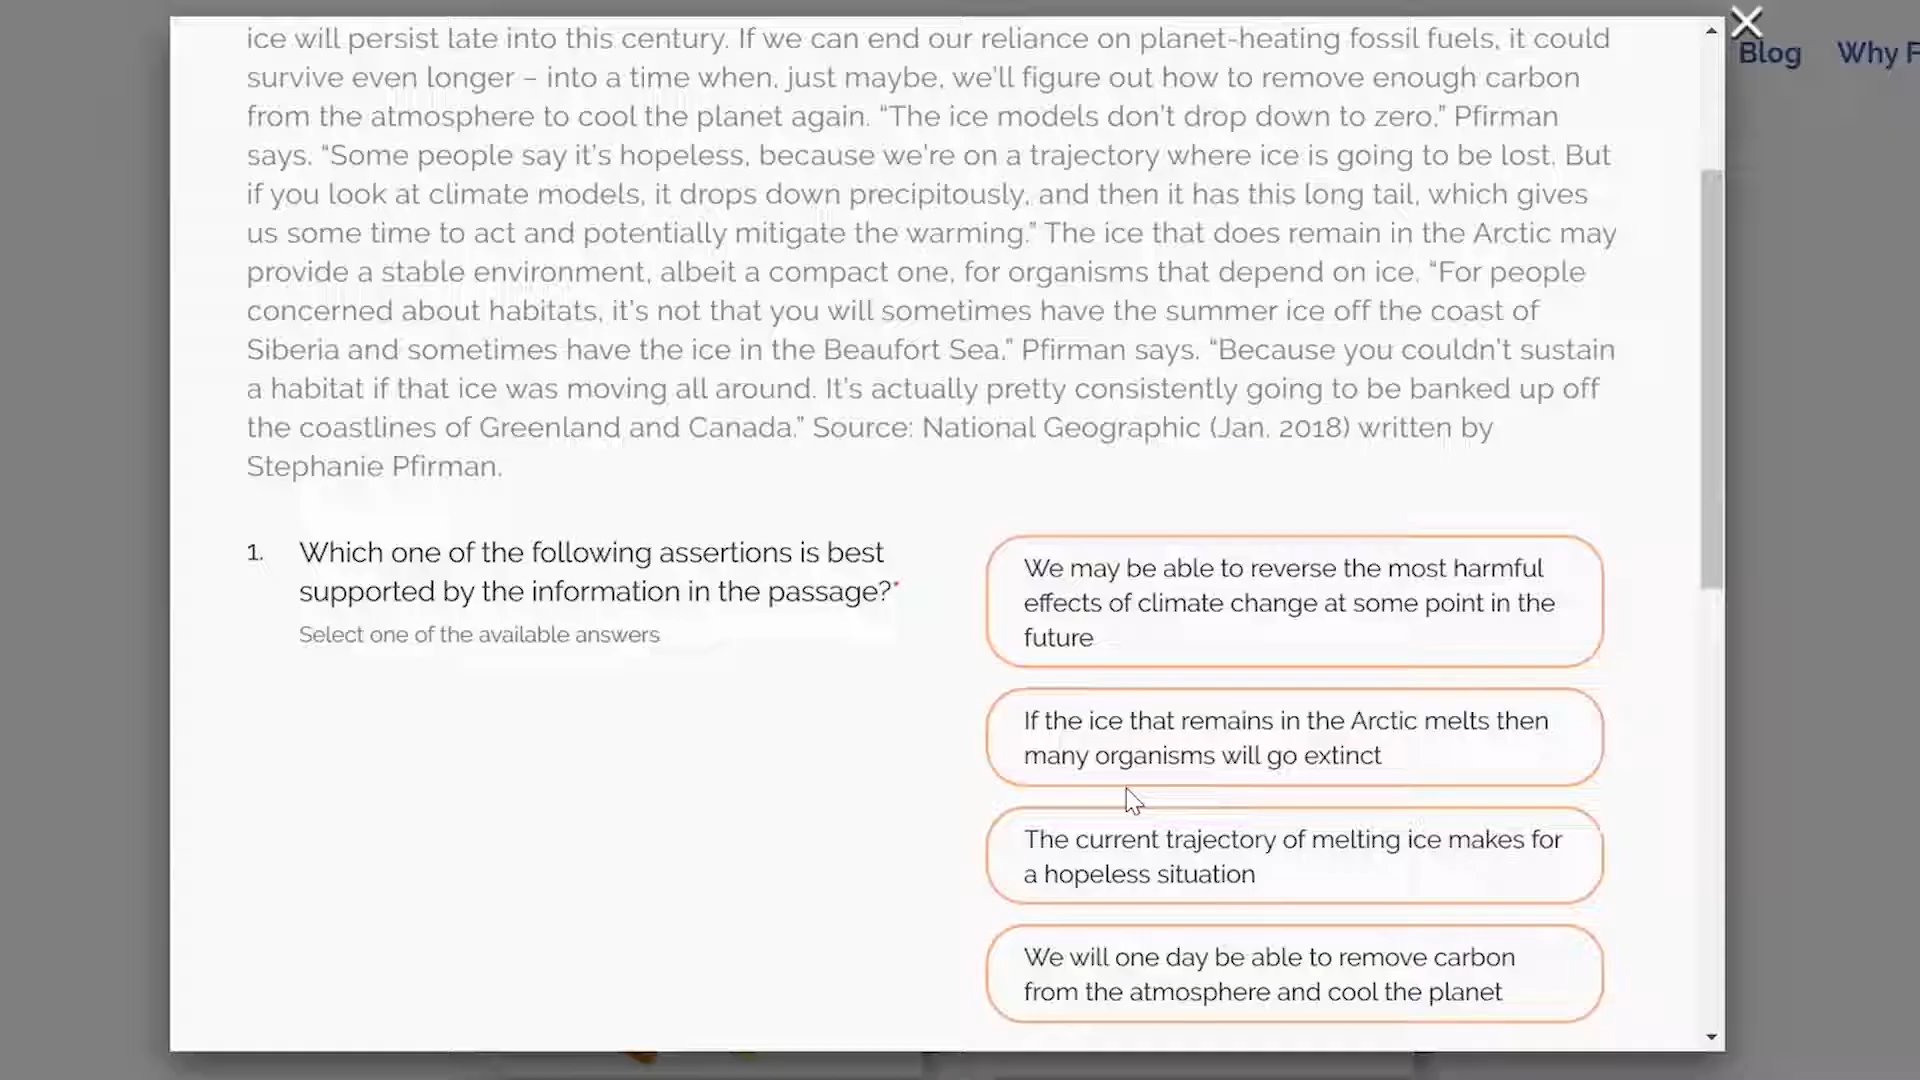 ice will persist late into this century. If we can end our reliance on planet-heating fossil fuels, it could
survive even longer – into a time when, just maybe, we'll figure out how to remove enough carbon
from the atmosphere to cool the planet again. “The ice models don't drop down to zero,” Pfirman
says. “Some people say it's hopeless, because we're on a trajectory where ice is going to be lost. But
if you look at climate models, it drops down precipitously, and then it has this long tail, which gives
us some time to act and potentially mitigate the warming.” The ice that does remain in the Arctic may
provide a stable environment, albeit a compact one, for organisms that depend on ice. “For people
concerned about habitats, it's not that you will sometimes have the summer ice off the coast of
Siberia and sometimes have the ice in the Beaufort Sea,” Pfirman says. “Because you couldn't sustain
a habitat if that ice was moving all around. It's actually pretty consistently going to be banked up off
the coastlines of Greenland and Canada.” Source: National Geographic (Jan. 2018) written by
Stephanie Pfirman.
1. Which one of the following assertions is best
supported by the information in the passage?*
Select one of the available answers
We may be able to reverse the most harmful
effects of climate change at some point in the
future
If the ice that remains in the Arctic melts then
many organisms will go extinct
The current trajectory of melting ice makes for
a hopeless situation
We will one day be able to remove carbon
from the atmosphere and cool the planet
Blog Why